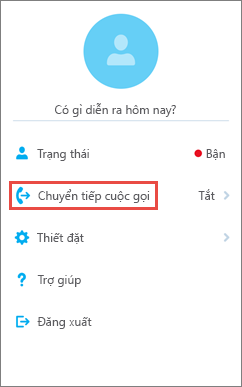 Có gì diễn ra hôm nay?
Trạng thái Bận
Chuyển tiếp cuộc gọi Tắt
Thiết đặt
Trợ giúp
Đăng xuất